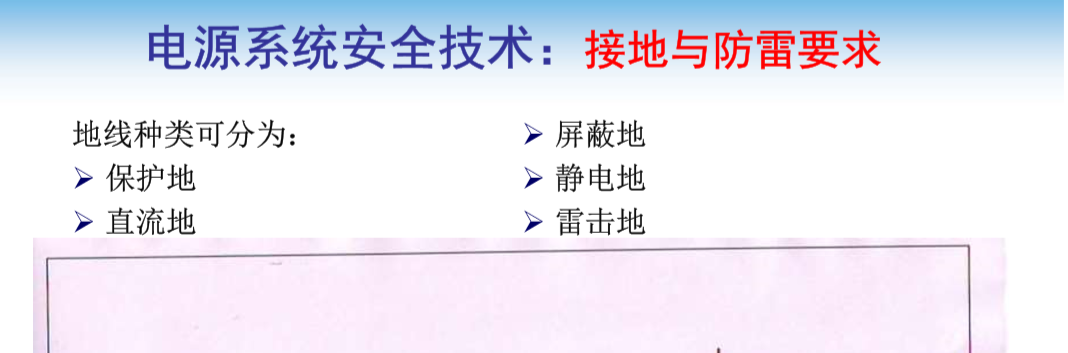 电源系统安全技术：接地与防雷要求
地线种类可分为：
保护地
直流地
屏蔽地
静电地
雷击地